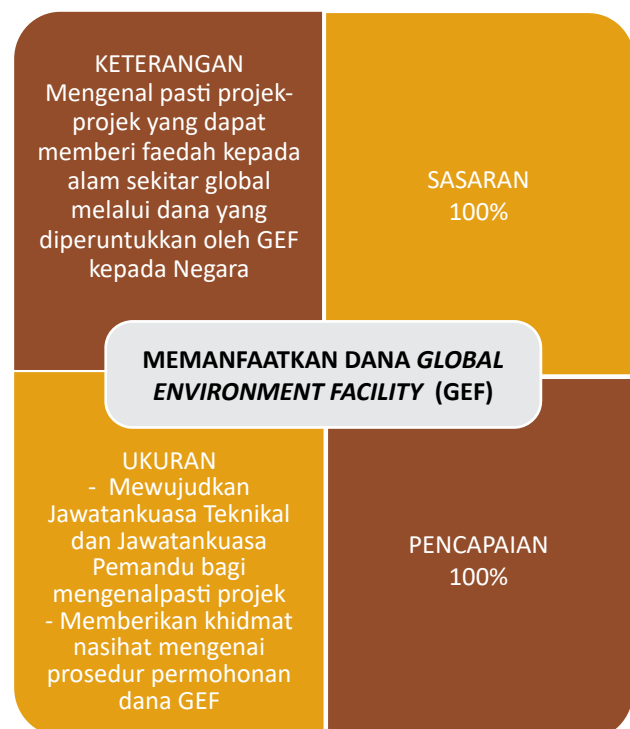 KETERANGAN
Mengenal pasti projek-
projek yang dapat
memberi faedah kepada
alam sekitar global
melalui dana yang
diperuntukkan oleh GEF
kepada Negara
SASARAN
100%
MEMANFAATKAN DANA GLOBAL
ENVIRONMENT FACILITY (GEF)
UKURAN
- Mewujudkan
Jawatankuasa Teknikal
dan Jawatankuasa
Pemandu bagi
mengenalpasti projek
- Memberikan khidmat
nasihat mengenai
prosedur permohonan
dana GEF
PENCAPAIAN
100%